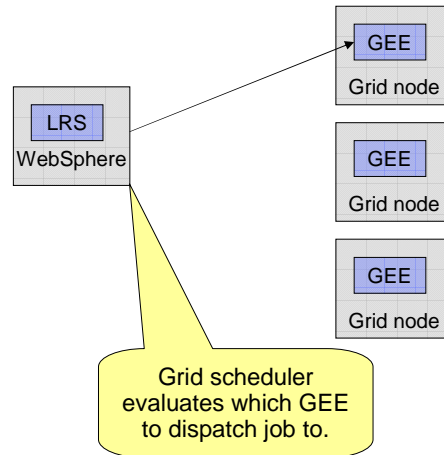 GEE
Grid node
LRS
WebSphere
GEE
Grid node
GEE
Grid node
Grid scheduler
evaluates which GEE
to dispatch job to.